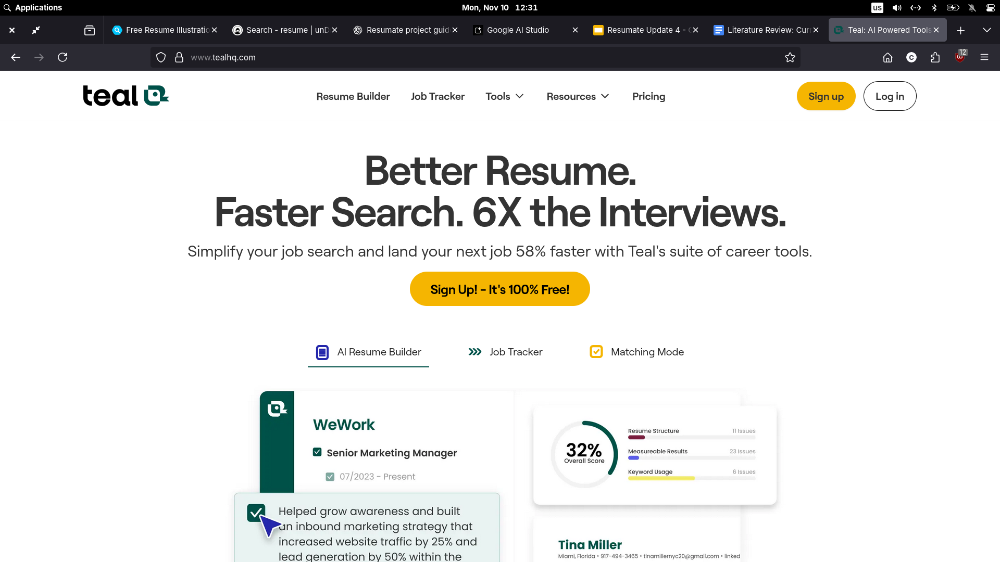 Applications
Mon, Nov 10 12:31
us
Free Resume Illustratio
Search - resume | unD
Resumate project guid
Google AI Studio
Resumate Update 4 -
Literature Review: Cur
Teal: AI Powered Tools
www.tealhq.com
12
teal
Resume Builder
Job Tracker
Tools
Resources
Pricing
Sign up
Log in
Better Resume.
Faster Search. 6X the Interviews.
Simplify your job search and land your next job 58% faster with Teal's suite of career tools.
Sign Up! - It's 100% Free!
AI Resume Builder
Job Tracker
Matching Mode
WeWork
Senior Marketing Manager
07/2023 - Present
Helped grow awareness and built
an inbound marketing strategy that
increased website traffic by 25% and
lead generation by 50% within the
32%
Overall Score
Resume Structure 11 Issues
Measureable Results 23 Issues
Keyword Usage 6 Issues
Tina Miller
Miami, Florida • 917-494-3465 • tinamillernyc20@gmail.com • linked